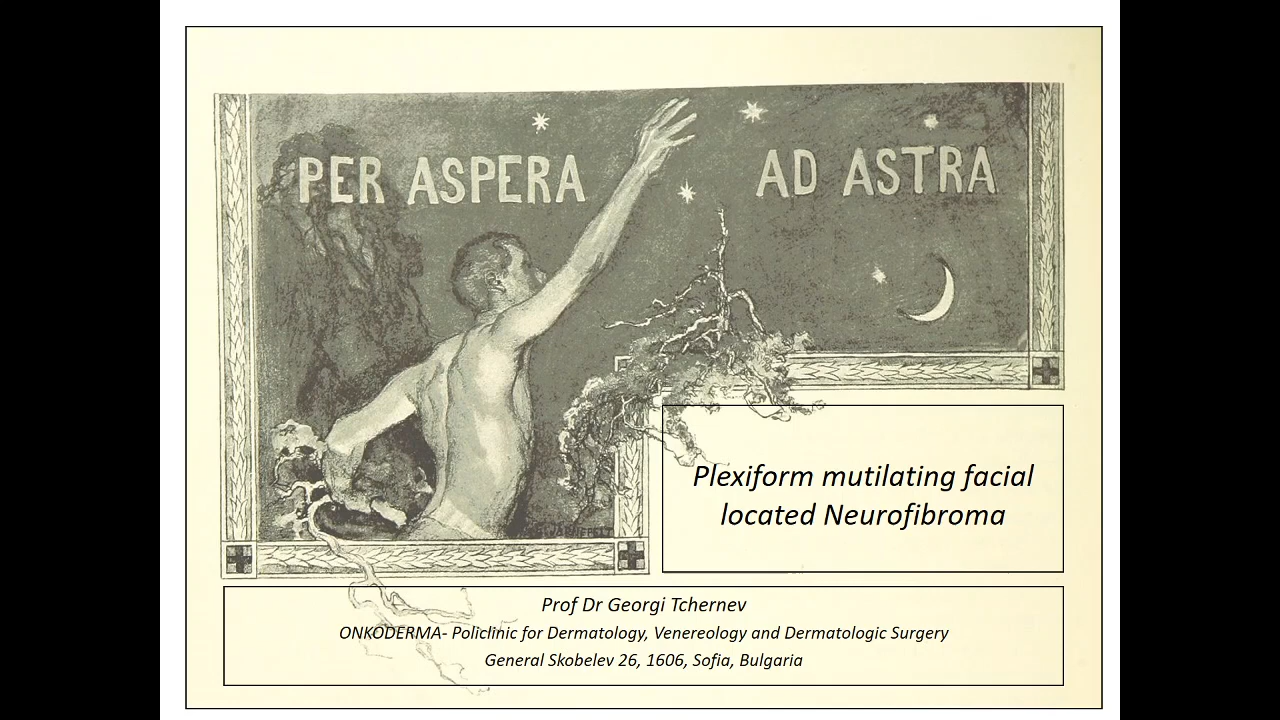 PER ASPERA AD ASTRA
Plexiform mutilating facial
located Neurofibroma
Prof Dr Georgi Tchernev
ONKODERMA- Policlinic for Dermatology, Venereology and Dermatologic Surgery
General Skobelev 26, 1606, Sofia, Bulgaria